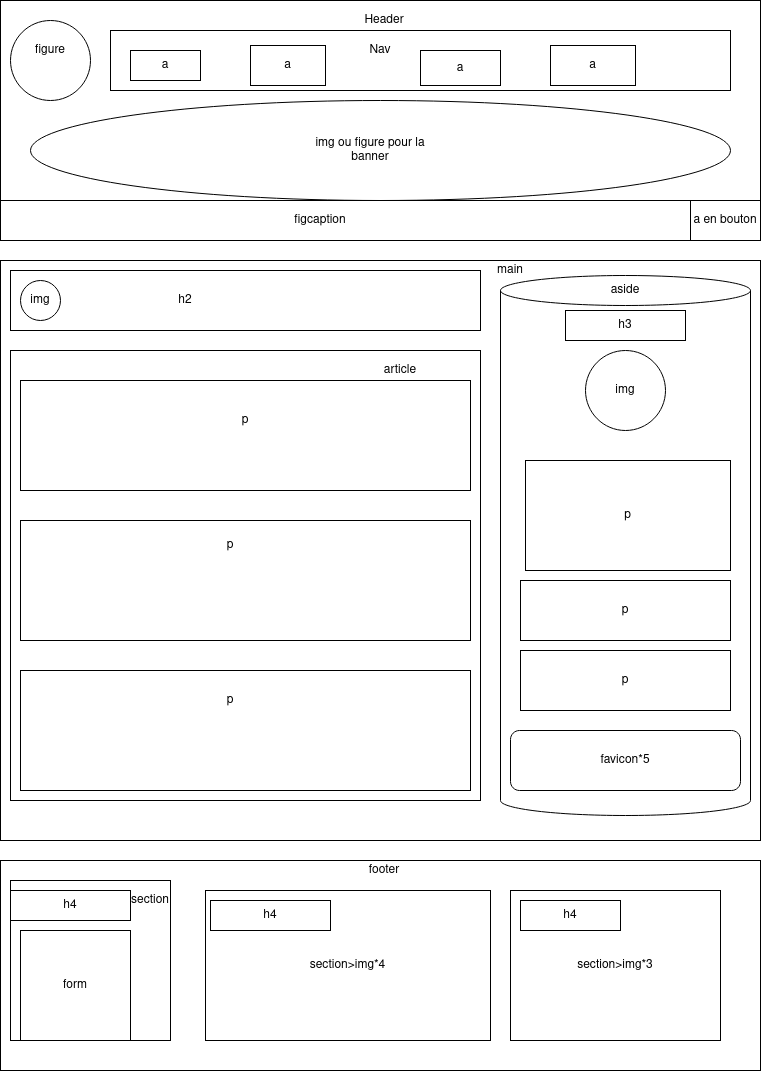 Header
figure
Nav
a
a
a
a
img ou figure pour la
banner
figcaption
a en bouton
main
img
h2
aside
h3
img
article
p
p
p
p
p
p
favicon*5
footer
h4
section
form
h4
section>img*4
h4
section>img*3